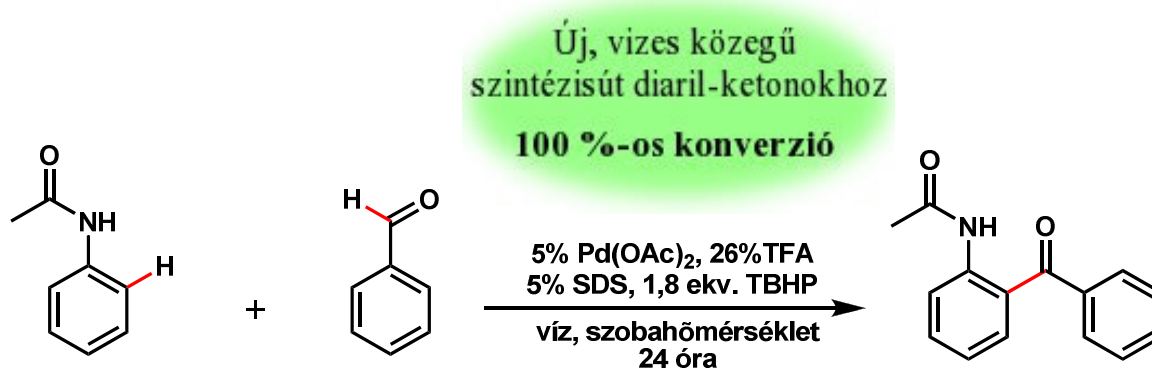 Új, vizes közegű
szintézisút diaril-ketonokhoz
100 %-os konverzió
O
NH
H
+
H
O
5% Pd(OAc)2, 26%TFA
5% SDS, 1,8 ekv. TBHP
víz, szobahõmérséklet
24 óra
O
NH
O